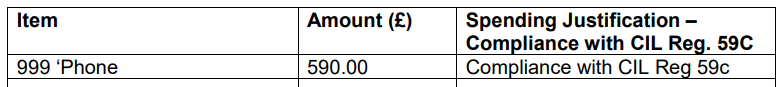 Item Amount (£) Spending Justification –
Compliance with CIL Reg. 59C
999 ‘Phone 590.00 Compliance with CIL Reg 59c